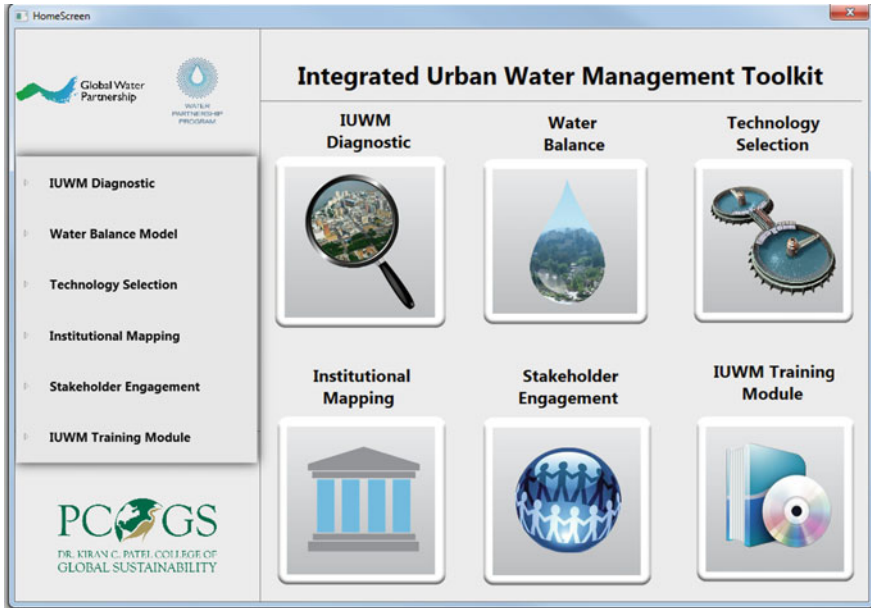 HomeScreen
Global Water
Partnership
WATER
PARTNERSHIP
PROGRAM
IUWM Diagnostic
Water Balance Model
Technology Selection
Institutional Mapping
Stakeholder Engagement
IUWM Training Module
PC GS
DR. KIRAN C. PATEL COLLEGE OF
GLOBAL SUSTAINABILITY
Integrated Urban Water Management Toolkit
IUWM
Diagnostic
Water
Balance
Technology
Selection
Institutional
Mapping
Stakeholder
Engagement
IUWM Training
Module